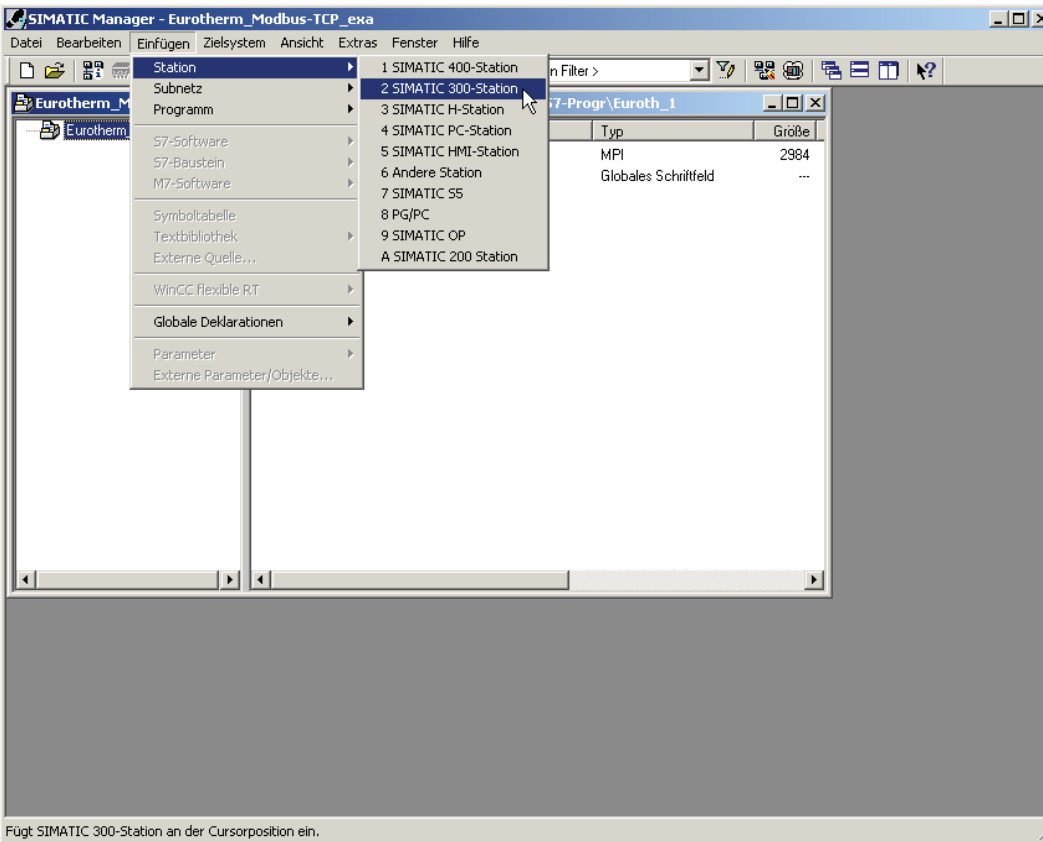 SIMATIC Manager - Eurotherm_Modbus-TCP_exa
Datei Bearbeiten Einfügen Zielsystem Ansicht Extras Fenster Hilfe
n Filter >
Eurotherm_M
S7-Progr\Euroth_1
Eurotherm_
Typ Größe
MPI 2984
Globales Schriftfeld ---
Station
Subnetz
Programm
S7-Software
S7-Baustein
M7-Software
Symboltabelle
Textbibliothek
Externe Quelle...
WinCC flexible RT
Globale Deklarationen
Parameter
Externe Parameter/Objekte...
1 SIMATIC 400-Station
2 SIMATIC 300-Station
3 SIMATIC H-Station
4 SIMATIC PC-Station
5 SIMATIC HMI-Station
6 Andere Station
7 SIMATIC S5
8 PG/PC
9 SIMATIC OP
A SIMATIC 200 Station
Fügt SIMATIC 300-Station an der Cursorposition ein.